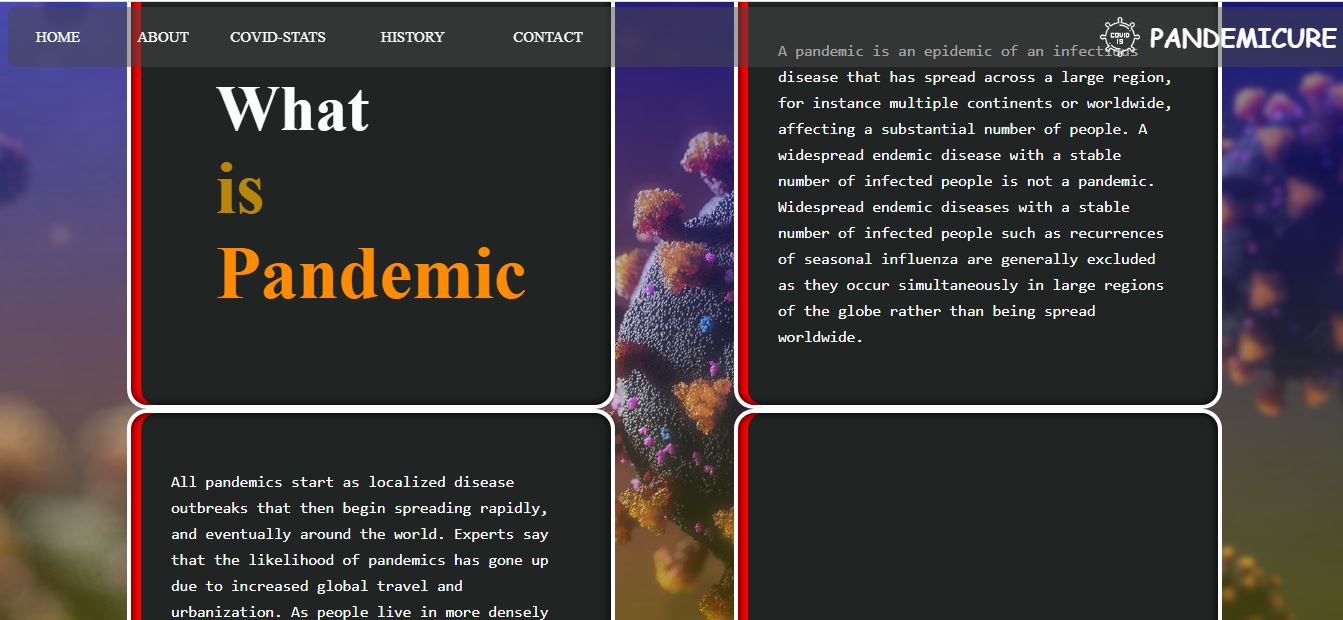 HOME ABOUT COVID-STATS HISTORY CONTACT
COVID
19
PANDEMICURE
What
is
Pandemic
A pandemic is an epidemic of an infectious
disease that has spread across a large region,
for instance multiple continents or worldwide,
affecting a substantial number of people. A
widespread endemic disease with a stable
number of infected people is not a pandemic.
Widespread endemic diseases with a stable
number of infected people such as recurrences
of seasonal influenza are generally excluded
as they occur simultaneously in large regions
of the globe rather than being spread
worldwide.
All pandemics start as localized disease
outbreaks that then begin spreading rapidly,
and eventually around the world. Experts say
that the likelihood of pandemics has gone up
due to increased global travel and
urbanization. As people live in more densely